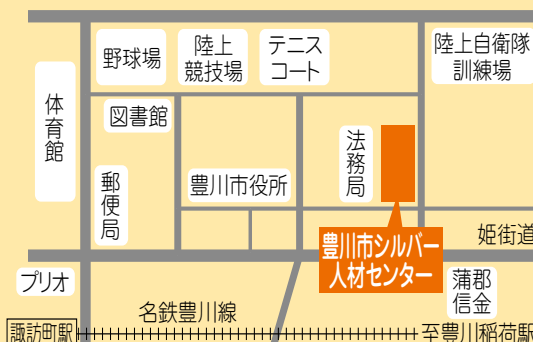 野球場
陸上
競技場
テニス
コート
陸上自衛隊
訓練場
体育館
図書館
郵便局
豊川市役所
法務局
豊川市シルバー
人材センター
姫街道
プリオ
蒲郡
信金
名鉄豊川線
諏訪町駅
至豊川稲荷駅